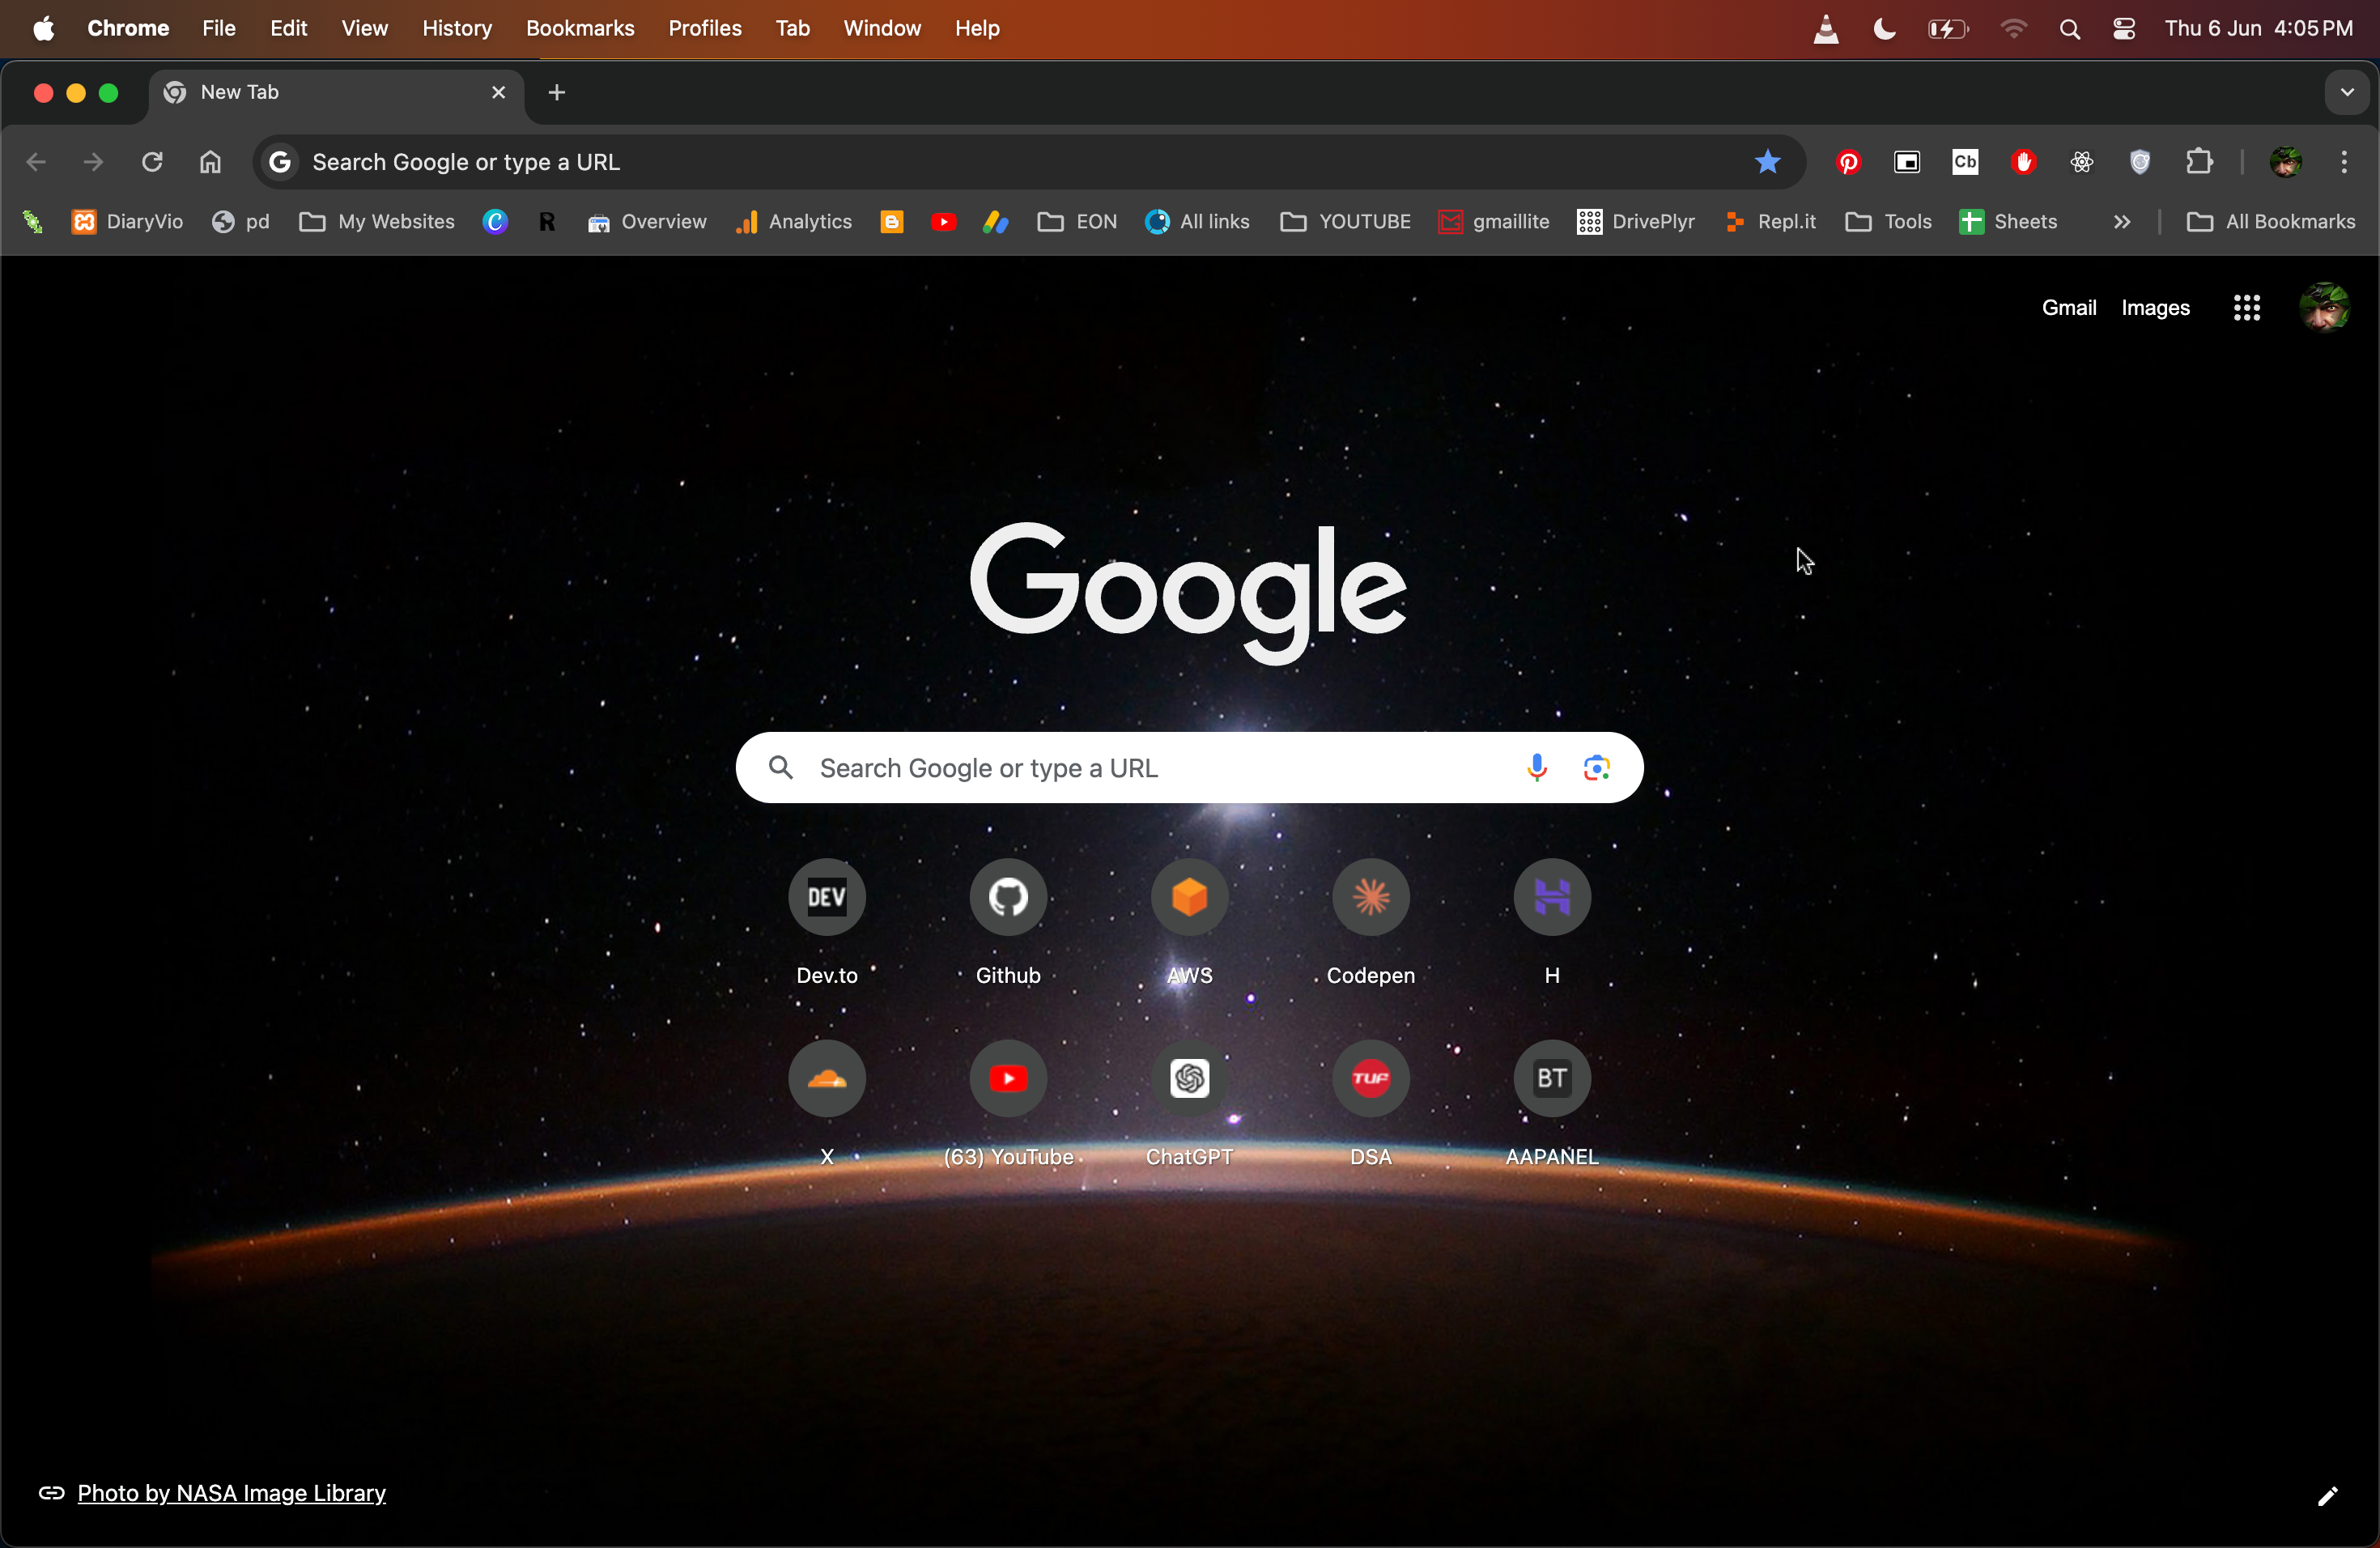 Chrome File Edit View History Bookmarks Profiles Tab Window Help Thu 6 Jun 4:05 PM
New Tab
Search Google or type a URL Cb
DiaryVio pd My Websites R Overview Analytics EON All links YOUTUBE gmaillite DrivePlyr Repl.it Tools Sheets All Bookmarks
Gmail Images
Google
Search Google or type a URL
DEV
Dev.to Github AWS Codepen H
TUF BT
X (63) YouTube ChatGPT DSA AAPANEL
Photo by NASA Image Library